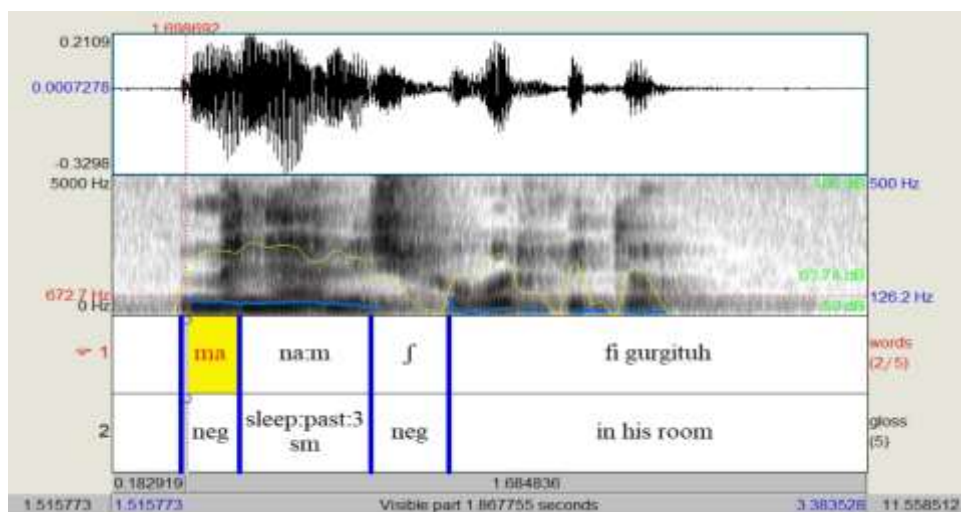 1.698692
0.2109
0.0007278
-0.3298
5000 Hz 500 Hz
63.74 dB
672.7 Hz 126.2 Hz
0 Hz
1 ma na:m ʃ fi gurgituh words (2/5)
2 neg sleep:past:3 sm neg in his room gloss (5)
0.182919 1.684836
1.515773 1.515773 Visible part 1.867755 seconds 3.383528 11.558512